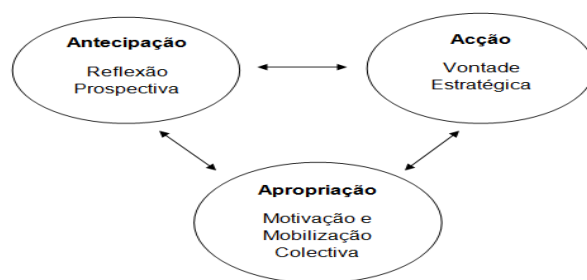 Antecipação
Reflexão
Prospectiva
Acção
Vontade
Estratégica
Apropriação
Motivação e
Mobilização
Colectiva